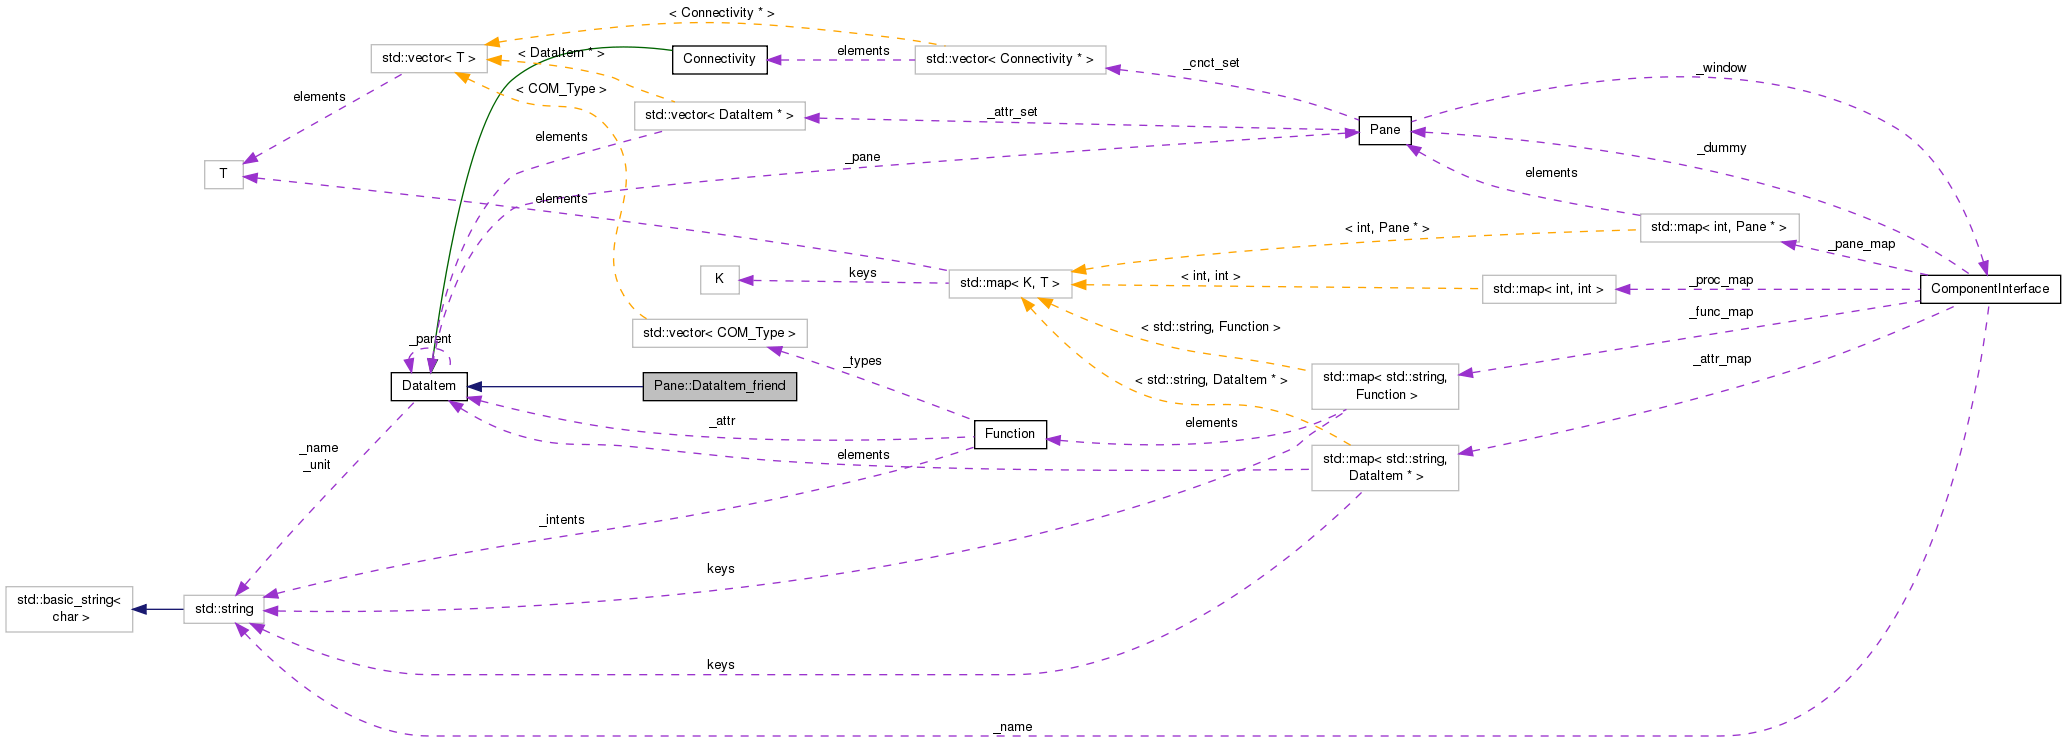 < Connectivity * >
std::vector< T >
< DataItem * >
Connectivity
elements
std::vector< Connectivity * >
_cnct_set
_window
elements
< COM_Type >
std::vector< DataItem * >
_attr_set
Pane
elements
_pane
_dummy
T
elements
elements
std::map< int, Pane * >
< int, Pane * >
_pane_map
K
keys
std::map< K, T >
< int, int >
std::map< int, int >
_proc_map
ComponentInterface
_func_map
std::vector< COM_Type >
< std::string, Function >
_parent
_types
_attr_map
DataItem
Pane::DataItem_friend
< std::string, DataItem * >
std::map< std::string,
Function >
_attr
Function
elements
_name
_unit
elements
std::map< std::string,
DataItem * >
_intents
keys
std::basic_string<
char >
std::string
keys
_name